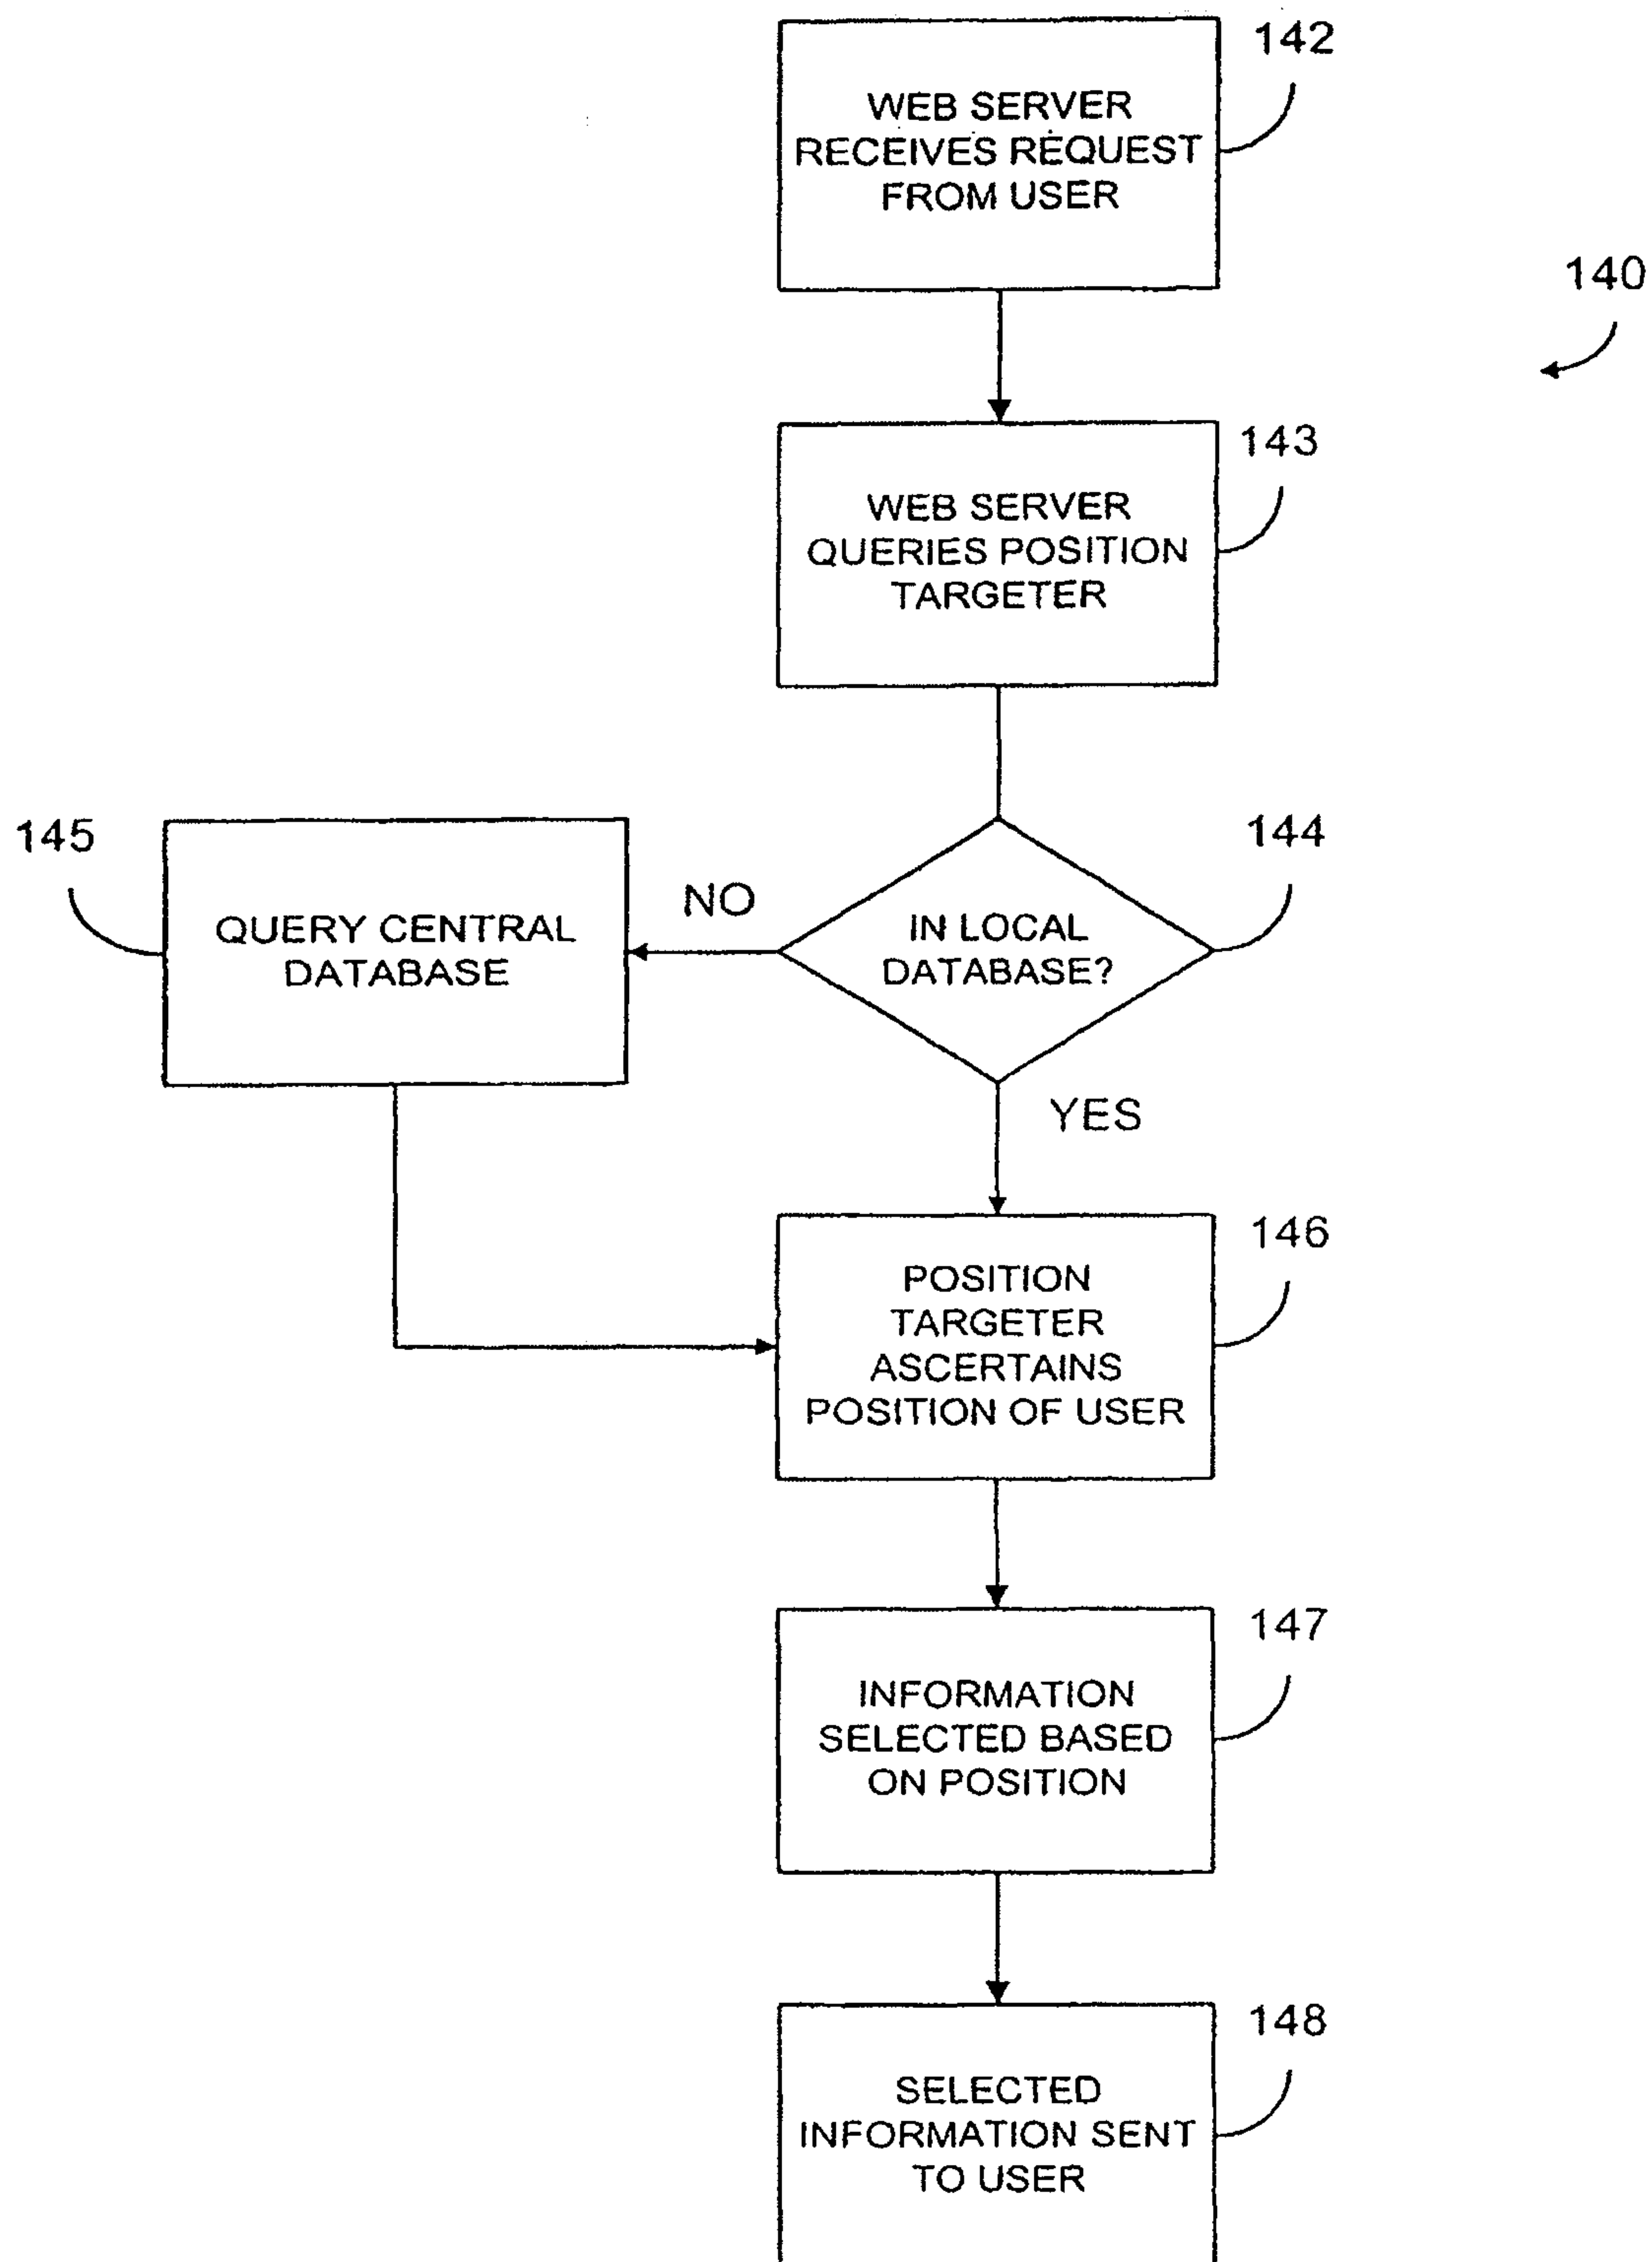 142
WEB SERVER
RECEIVES REQUEST
FROM USER
140
143
WEB SERVER
QUERIES POSITION
TARGETER
145
QUERY CENTRAL
DATABASE
NO
144
IN LOCAL
DATABASE?
YES
146
POSITION
TARGETER
ASCERTAINS
POSITION OF USER
147
INFORMATION
SELECTED BASED
ON POSITION
148
SELECTED
INFORMATION SENT
TO USER